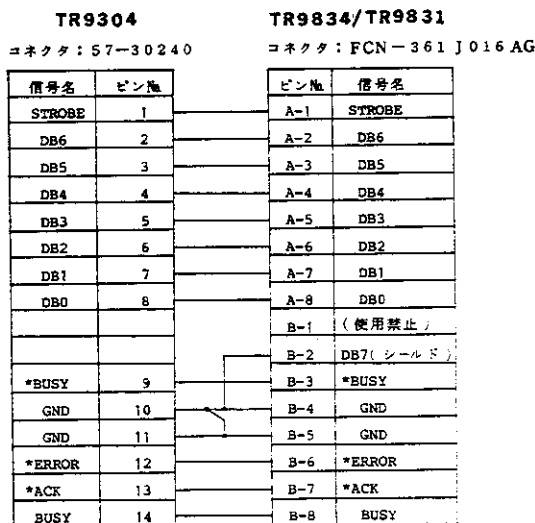 TR9304 TR9834/TR9831
コネクタ:57-30240 コネクタ:FCN-361J016AG
信号名 ピン№ ピン№ 信号名
STROBE 1 A-1 STROBE
DB6 2 A-2 DB6
DB5 3 A-3 DB5
DB4 4 A-4 DB4
DB3 5 A-5 DB3
DB2 6 A-6 DB2
DB1 7 A-7 DB1
DB0 8 A-8 DB0
B-1 (使用禁止)
B-2 DB7(シールド)
*BUSY 9 B-3 *BUSY
GND 10 B-4 GND
GND 11 B-5 GND
*ERROR 12 B-6 *ERROR
*ACK 13 B-7 *ACK
BUSY 14 B-8 BUSY